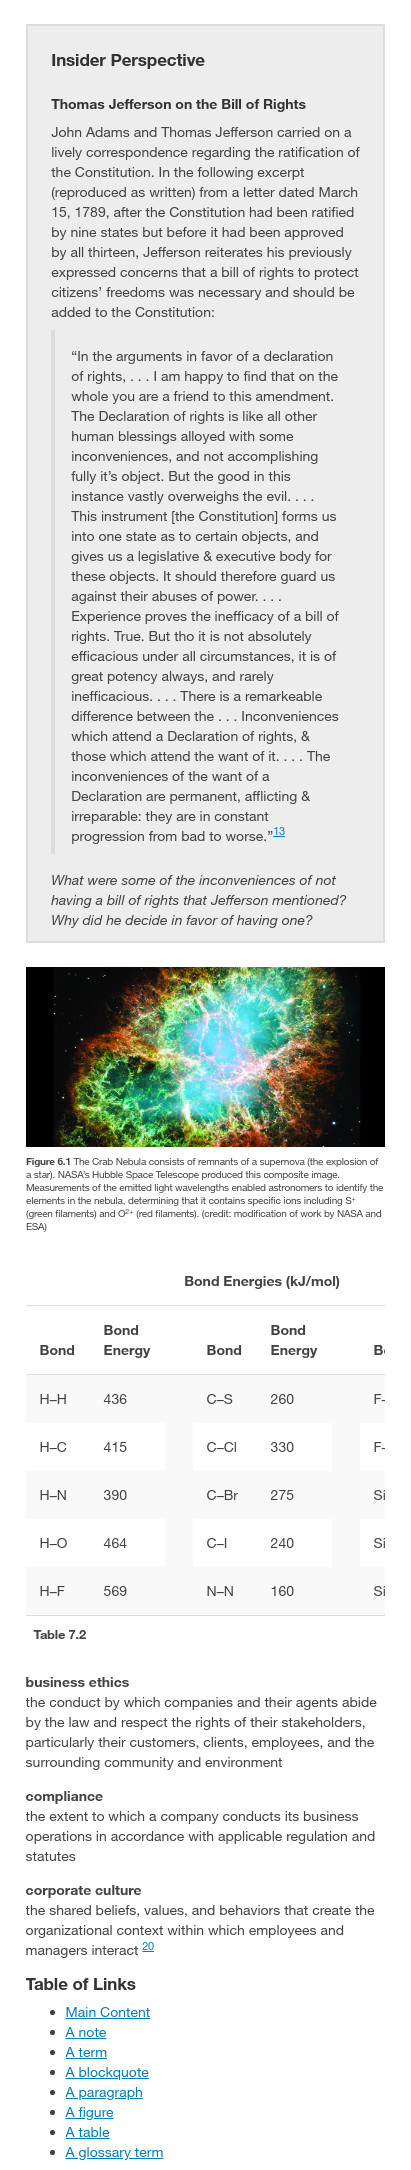 Insider Perspective
Thomas Jefferson on the Bill of Rights
John Adams and Thomas Jefferson carried on a
lively correspondence regarding the ratification of
the Constitution. In the following excerpt
(reproduced as written) from a letter dated March
15, 1789, after the Constitution had been ratified
by nine states but before it had been approved
by all thirteen, Jefferson reiterates his previously
expressed concerns that a bill of rights to protect
citizens’ freedoms was necessary and should be
added to the Constitution:
“In the arguments in favor of a declaration
of rights, . . . I am happy to find that on the
whole you are a friend to this amendment.
The Declaration of rights is like all other
human blessings alloyed with some
inconveniences, and not accomplishing
fully it’s object. But the good in this
instance vastly overweighs the evil. . . .
This instrument [the Constitution] forms us
into one state as to certain objects, and
gives us a legislative & executive body for
these objects. It should therefore guard us
against their abuses of power. . . .
Experience proves the inefficacy of a bill of
rights. True. But tho it is not absolutely
efficacious under all circumstances, it is of
great potency always, and rarely
inefficacious. . . . There is a remarkeable
difference between the . . . Inconveniences
which attend a Declaration of rights, &
those which attend the want of it. . . . The
inconveniences of the want of a
Declaration are permanent, afflicting &
irreparable: they are in constant
progression from bad to worse.”13
What were some of the inconveniences of not
having a bill of rights that Jefferson mentioned?
Why did he decide in favor of having one?
Figure 6.1 The Crab Nebula consists of remnants of a supernova (the explosion of
a star). NASA’s Hubble Space Telescope produced this composite image.
Measurements of the emitted light wavelengths enabled astronomers to identify the
elements in the nebula, determining that it contains specific ions including S⁺
(green filaments) and O²⁺ (red filaments). (credit: modification of work by NASA and
ESA)
Bond Energies (kJ/mol)
Bond Bond Energy Bond Bond Energy
H–H 436 C–S 260 F-
H–C 415 C–Cl 330 F-
H–N 390 C–Br 275 Si
H–O 464 C–I 240 Si
H–F 569 N–N 160 Si
Table 7.2
business ethics
the conduct by which companies and their agents abide
by the law and respect the rights of their stakeholders,
particularly their customers, clients, employees, and the
surrounding community and environment
compliance
the extent to which a company conducts its business
operations in accordance with applicable regulation and
statutes
corporate culture
the shared beliefs, values, and behaviors that create the
organizational context within which employees and
managers interact 20
Table of Links
Main Content
A note
A term
A blockquote
A paragraph
A figure
A table
A glossary term